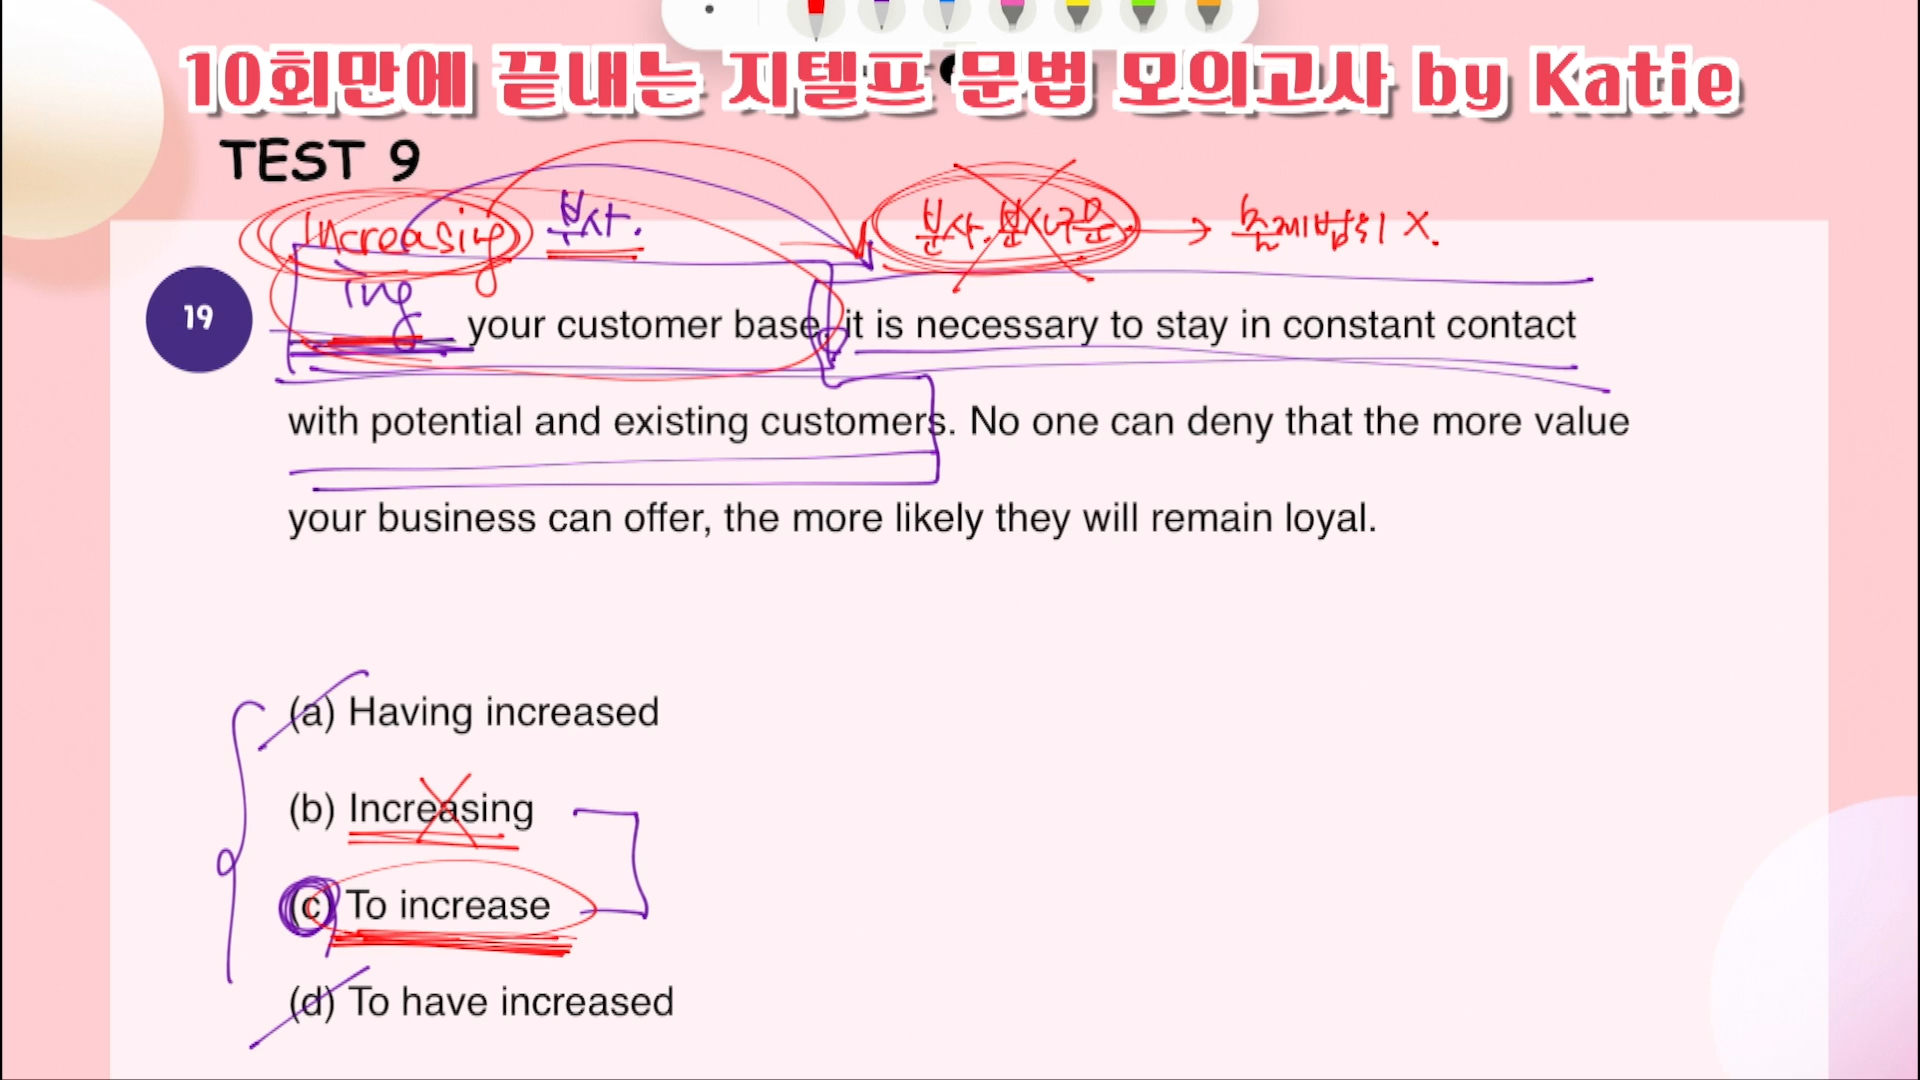 10회만에 끝내는 지텔프 문법 모의고사 by Katie
TEST 9
Increasing 분사. 분사.분사구문. → 출제범위 X.
ing
19 your customer base, it is necessary to stay in constant contact
with potential and existing customers. No one can deny that the more value
your business can offer, the more likely they will remain loyal.
(a) Having increased
(b) Increasing
(c) To increase
(d) To have increased